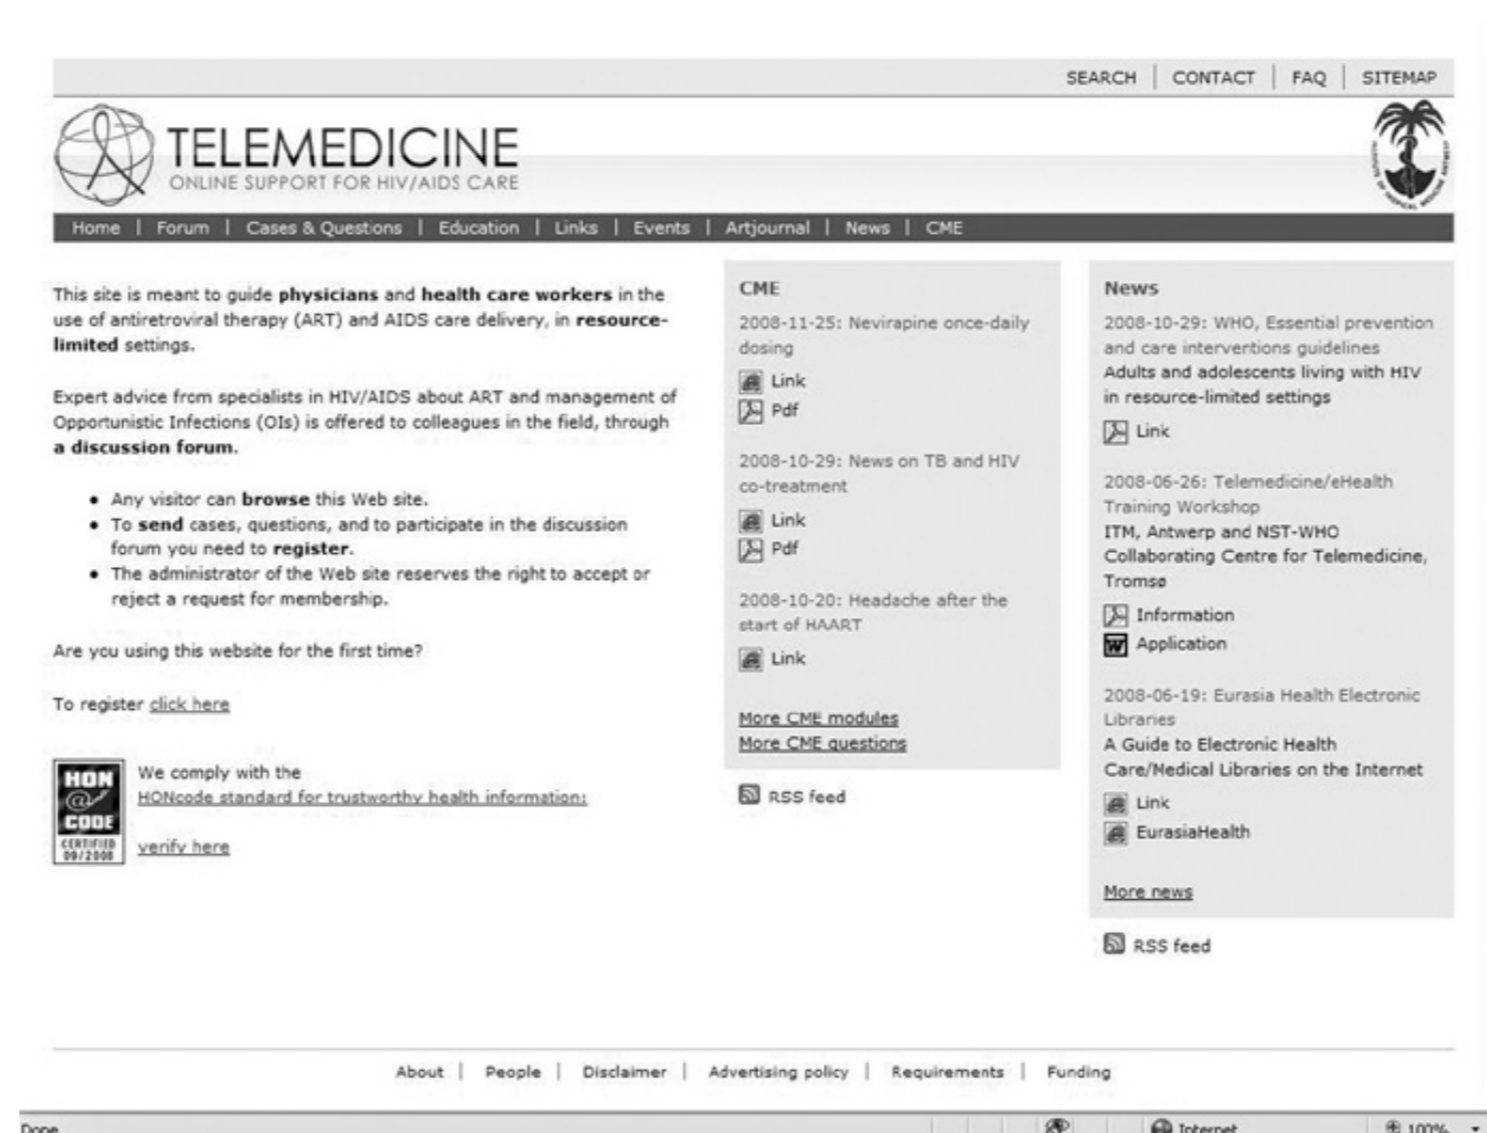 SEARCH | CONTACT | FAQ | SITEMAP
TELEMEDICINE
ONLINE SUPPORT FOR HIV/AIDS CARE
INSTITUTE OF TROPICAL MEDICINE ANTWERP
Home | Forum | Cases & Questions | Education | Links | Events | Artjournal | News | CME
This site is meant to guide physicians and health care workers in the
use of antiretroviral therapy (ART) and AIDS care delivery, in resource-
limited settings.
Expert advice from specialists in HIV/AIDS about ART and management of
Opportunistic Infections (OIs) is offered to colleagues in the field, through
a discussion forum.
• Any visitor can browse this Web site.
• To send cases, questions, and to participate in the discussion
forum you need to register.
• The administrator of the Web site reserves the right to accept or
reject a request for membership.
Are you using this website for the first time?
To register click here
HON
@
CODE
CERTIFIED
09/2008
We comply with the
HONcode standard for trustworthy health information:
verify here
CME
2008-11-25: Nevirapine once-daily
dosing
Link
Pdf
2008-10-29: News on TB and HIV
co-treatment
Link
Pdf
2008-10-20: Headache after the
start of HAART
Link
More CME modules
More CME questions
RSS feed
News
2008-10-29: WHO, Essential prevention
and care interventions guidelines
Adults and adolescents living with HIV
in resource-limited settings
Link
2008-06-26: Telemedicine/eHealth
Training Workshop
ITM, Antwerp and NST-WHO
Collaborating Centre for Telemedicine,
Tromsø
Information
Application
2008-06-19: Eurasia Health Electronic
Libraries
A Guide to Electronic Health
Care/Medical Libraries on the Internet
Link
EurasiaHealth
More news
RSS feed
About | People | Disclaimer | Advertising policy | Requirements | Funding
Done
Internet
100%